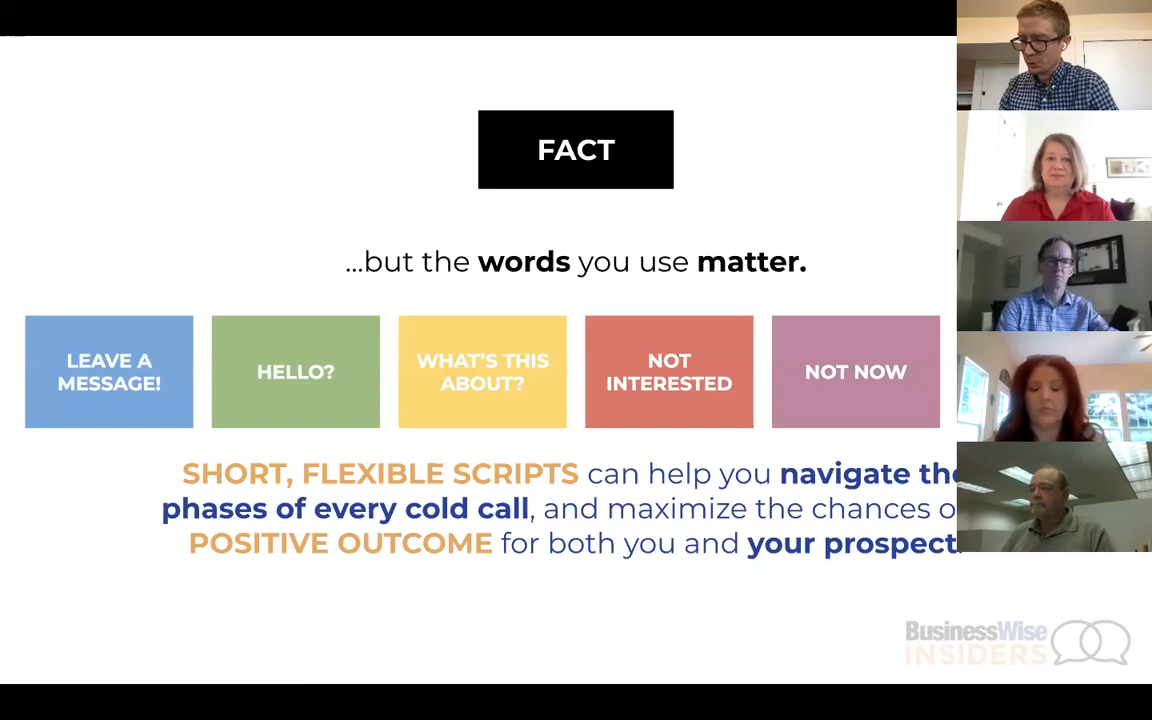 FACT
...but the words you use matter.
LEAVE A
MESSAGE!
HELLO?
WHAT'S THIS
ABOUT?
NOT
INTERESTED
NOT NOW
SHORT, FLEXIBLE SCRIPTS can help you navigate the
phases of every cold call, and maximize the chances o
POSITIVE OUTCOME for both you and your prospect.
BusinessWise
INSIDERS